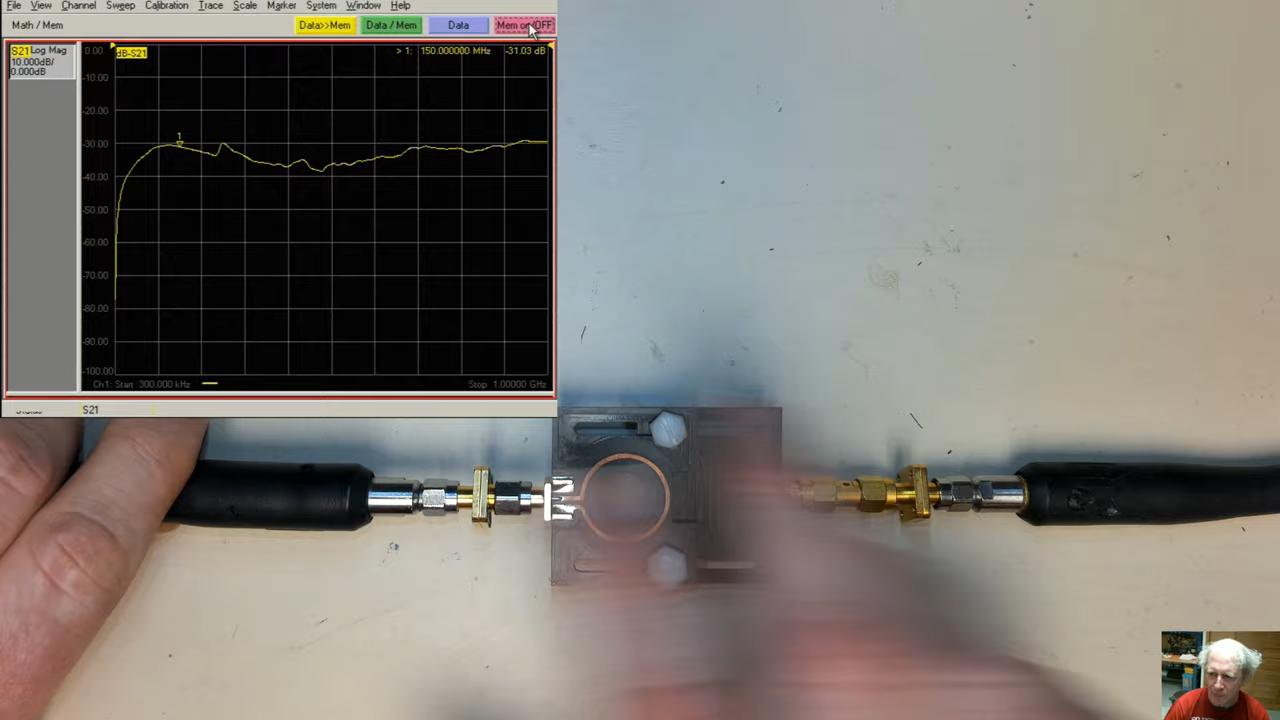 File View Channel Sweep Calibration Trace Scale Marker System Window Help
Math / Mem Data>>Mem Data / Mem Data Mem on/OFF
S21 Log Mag
10.000dB/
0.000dB
dB-S21
> 1: 150.000000 MHz -31.03 dB
0.00
-10.00
-20.00
-30.00
-40.00
-50.00
-60.00
-70.00
-80.00
-90.00
-100.00
1
Ch1: Start 300.000 kHz Stop 1.00000 GHz
S21